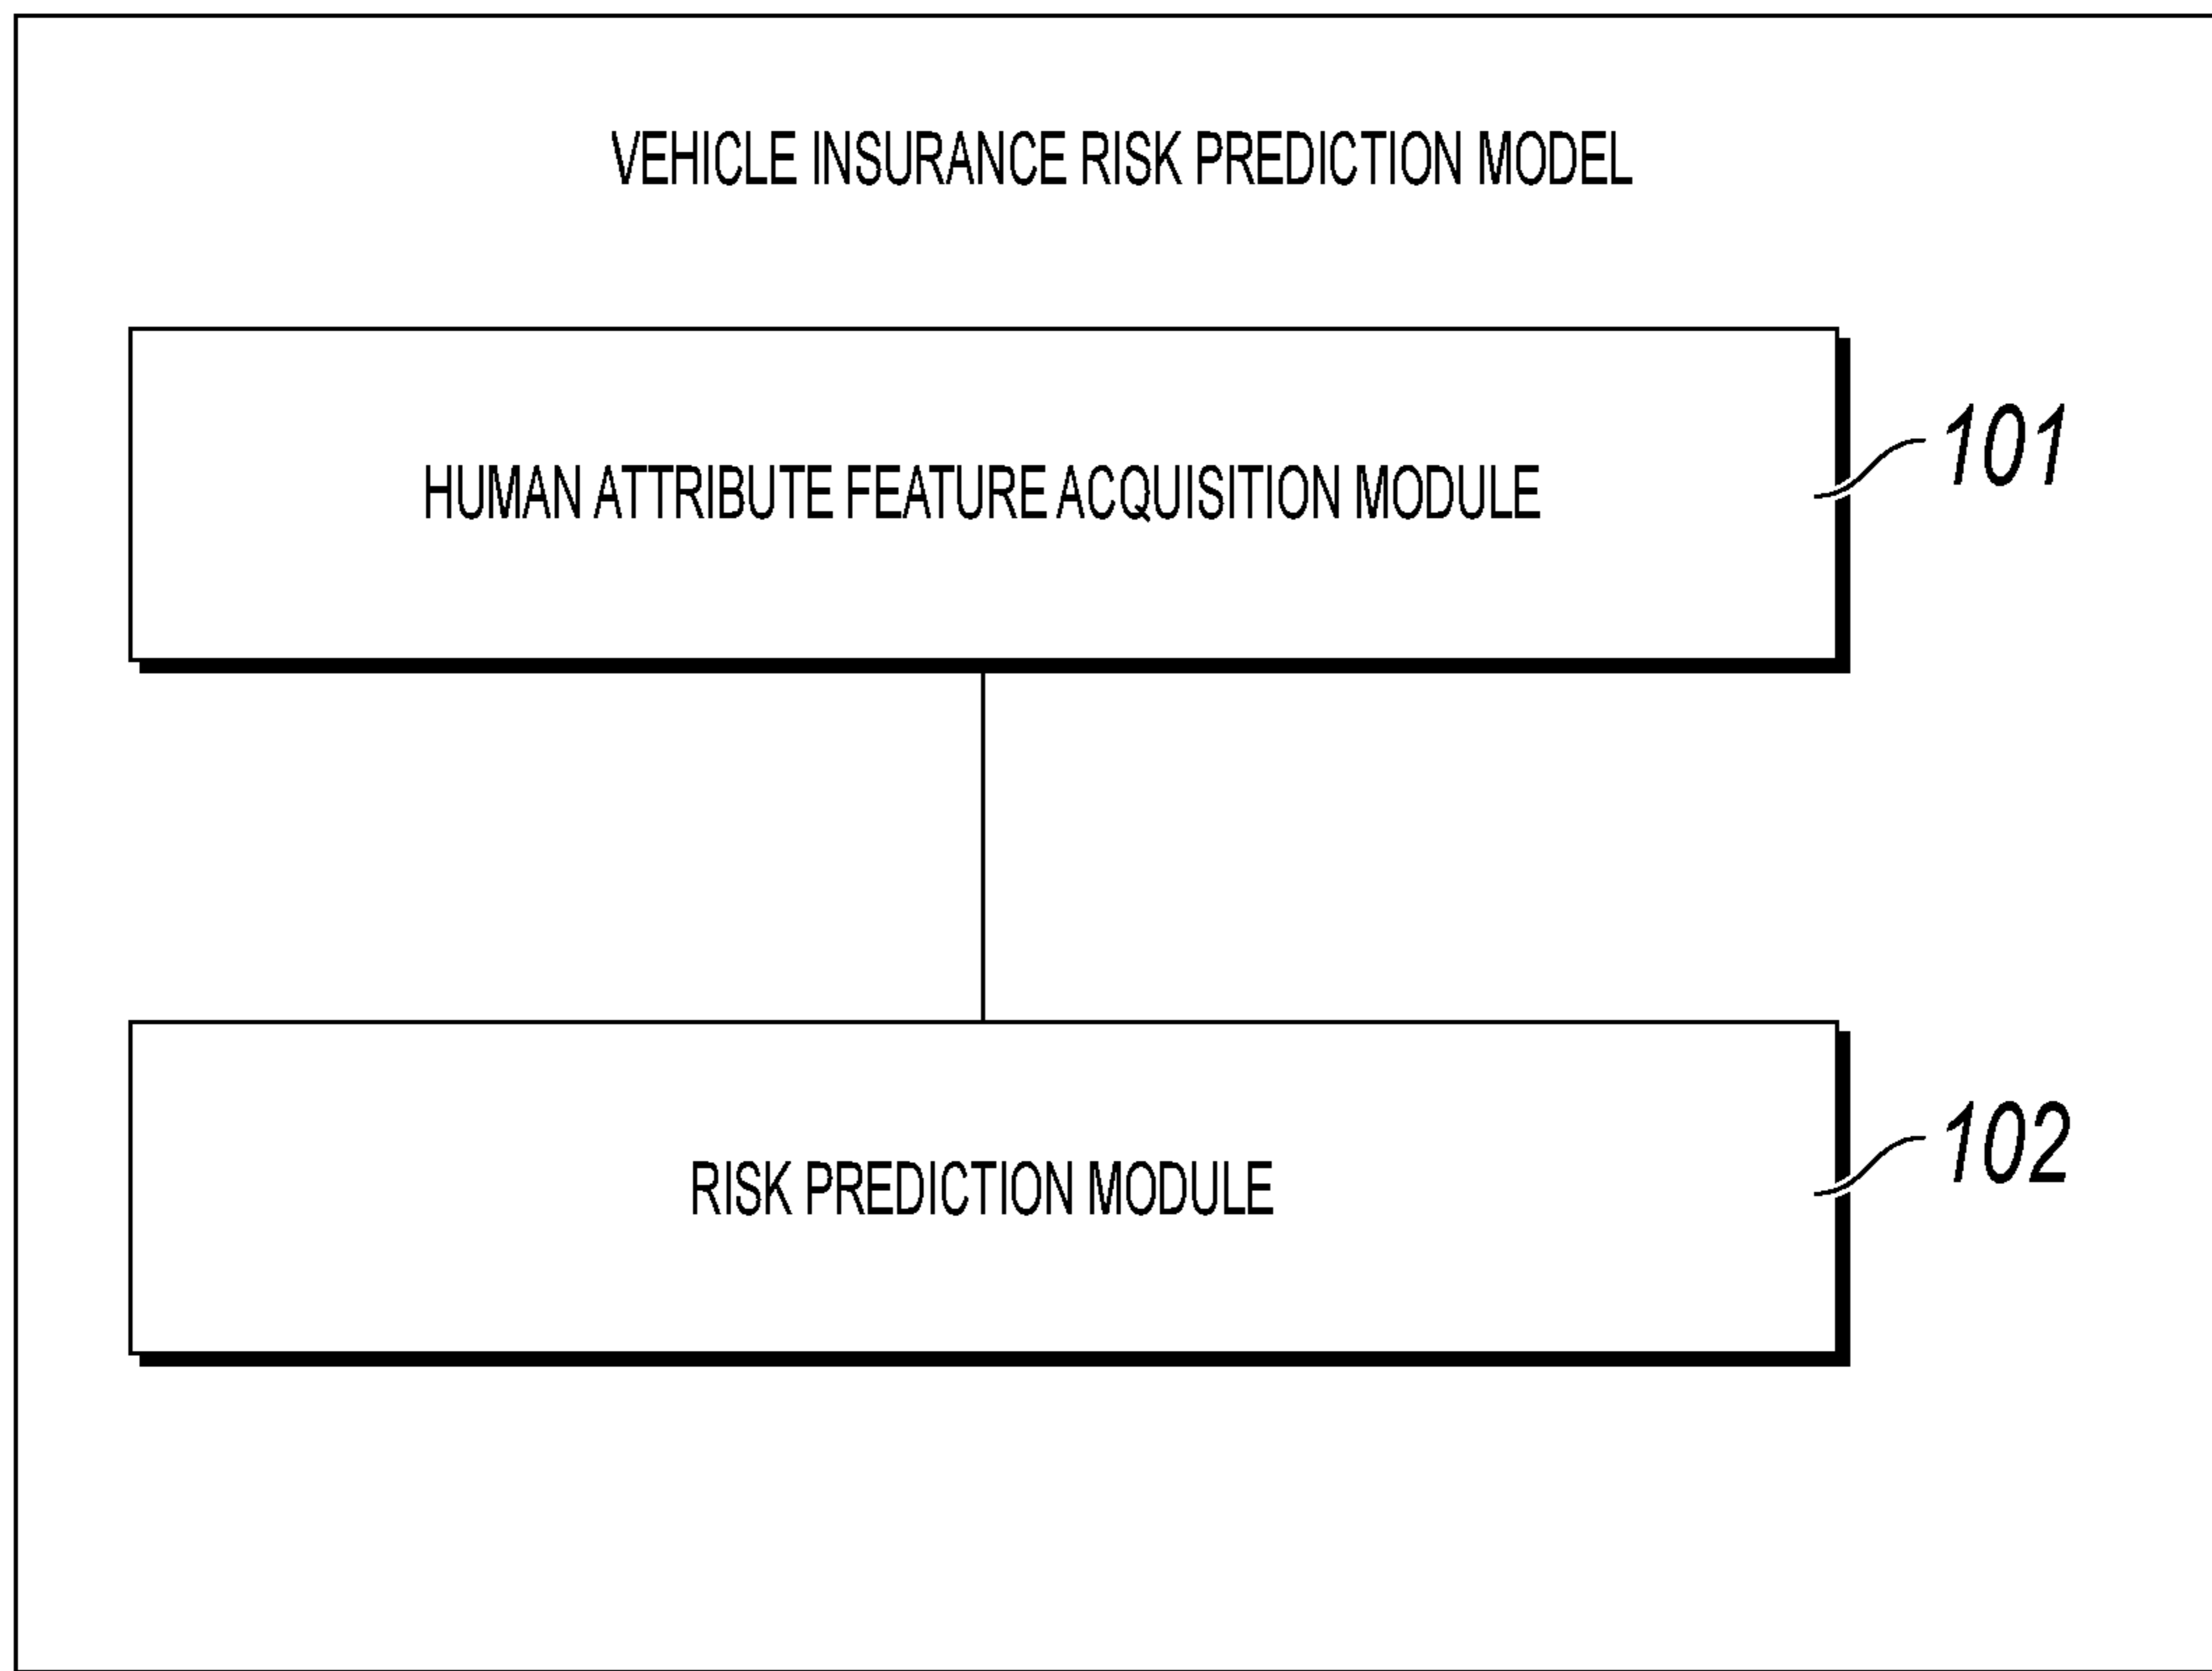 VEHICLE INSURANCE RISK PREDICTION MODEL
HUMAN ATTRIBUTE FEATURE ACQUISITION MODULE
101
RISK PREDICTION MODULE
102